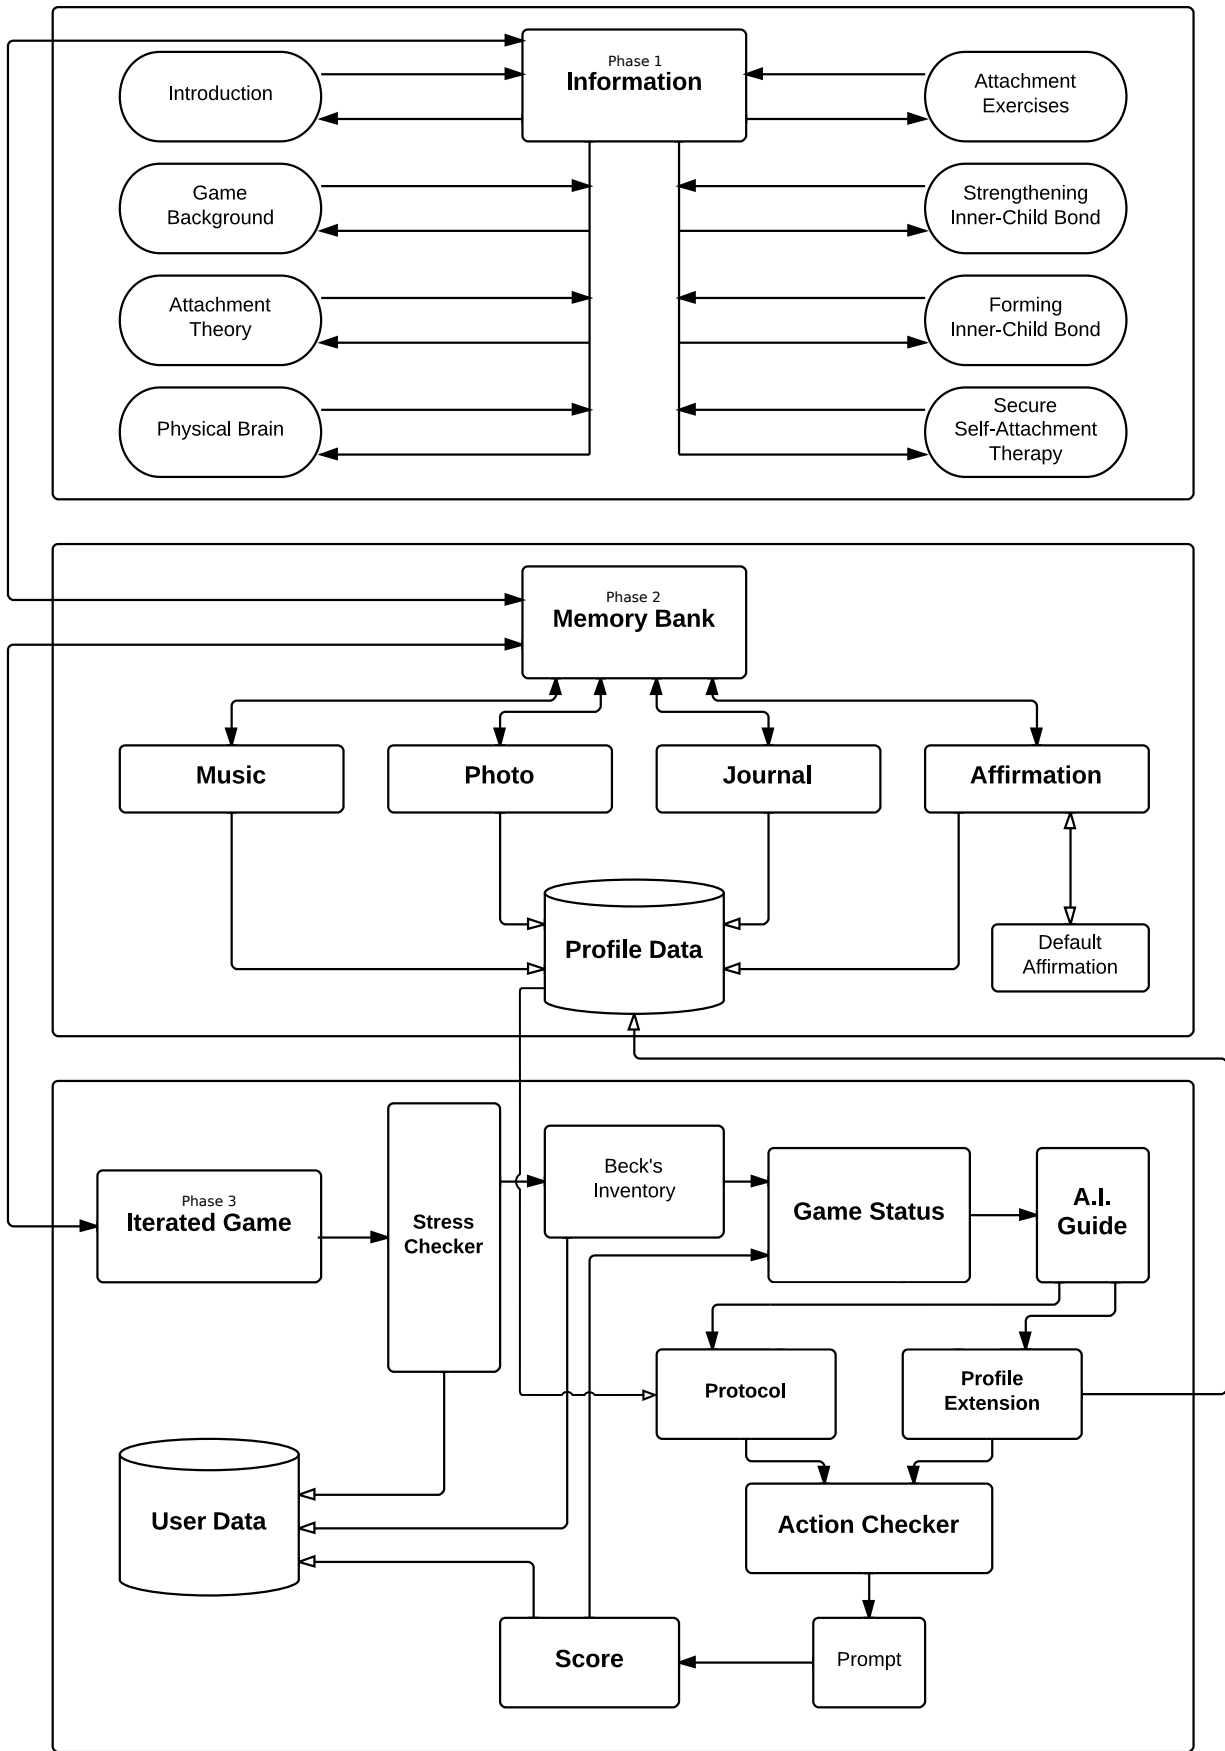 Phase 1
Information
Introduction
Attachment
Exercises
Game
Background
Strengthening
Inner-Child Bond
Attachment
Theory
Forming
Inner-Child Bond
Physical Brain
Secure
Self-Attachment
Therapy
Phase 2
Memory Bank
Music
Photo
Journal
Affirmation
Profile Data
Default
Affirmation
Phase 3
Iterated Game
Stress
Checker
Beck's
Inventory
Game Status
A.I.
Guide
Protocol
Profile
Extension
User Data
Action Checker
Score
Prompt